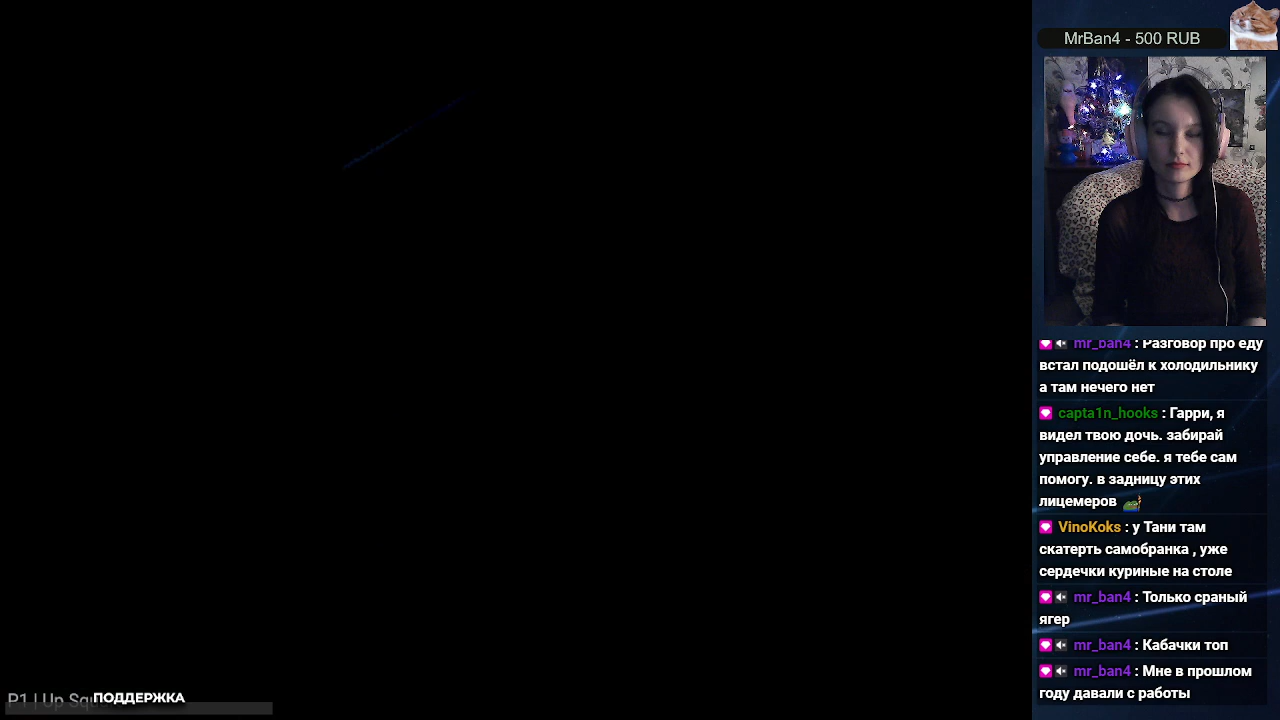 MrBan4 - 500 RUB
mr_ban4 : Разговор про еду
встал подошёл к холодильнику
а там нечего нет
capta1n_hooks : Гарри, я
видел твою дочь. забирай
управление себе. я тебе сам
помогу. в задницу этих
лицемеров
VinoKoks : у Тани там
скатерть самобранка , уже
сердечки куриные на столе
mr_ban4 : Только сраный
ягер
mr_ban4 : Кабачки топ
mr_ban4 : Мне в прошлом
году давали с работы
P1 | Up
ПОДДЕРЖКА